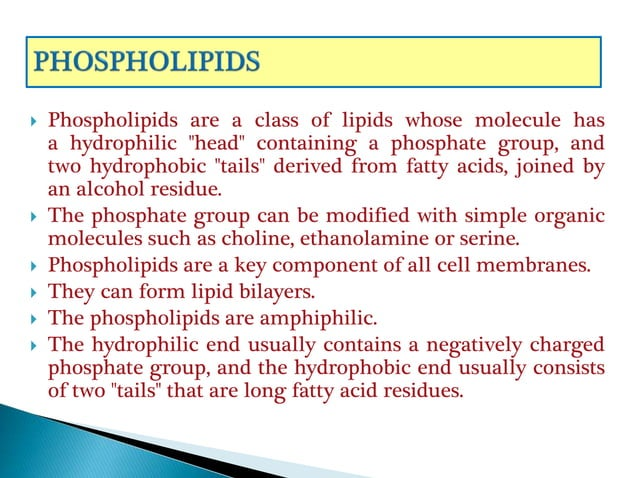 PHOSPHOLIPIDS
Phospholipids are a class of lipids whose molecule has
a hydrophilic "head" containing a phosphate group, and
two hydrophobic "tails" derived from fatty acids, joined by
an alcohol residue.
The phosphate group can be modified with simple organic
molecules such as choline, ethanolamine or serine.
Phospholipids are a key component of all cell membranes.
They can form lipid bilayers.
The phospholipids are amphiphilic.
The hydrophilic end usually contains a negatively charged
phosphate group, and the hydrophobic end usually consists
of two "tails" that are long fatty acid residues.